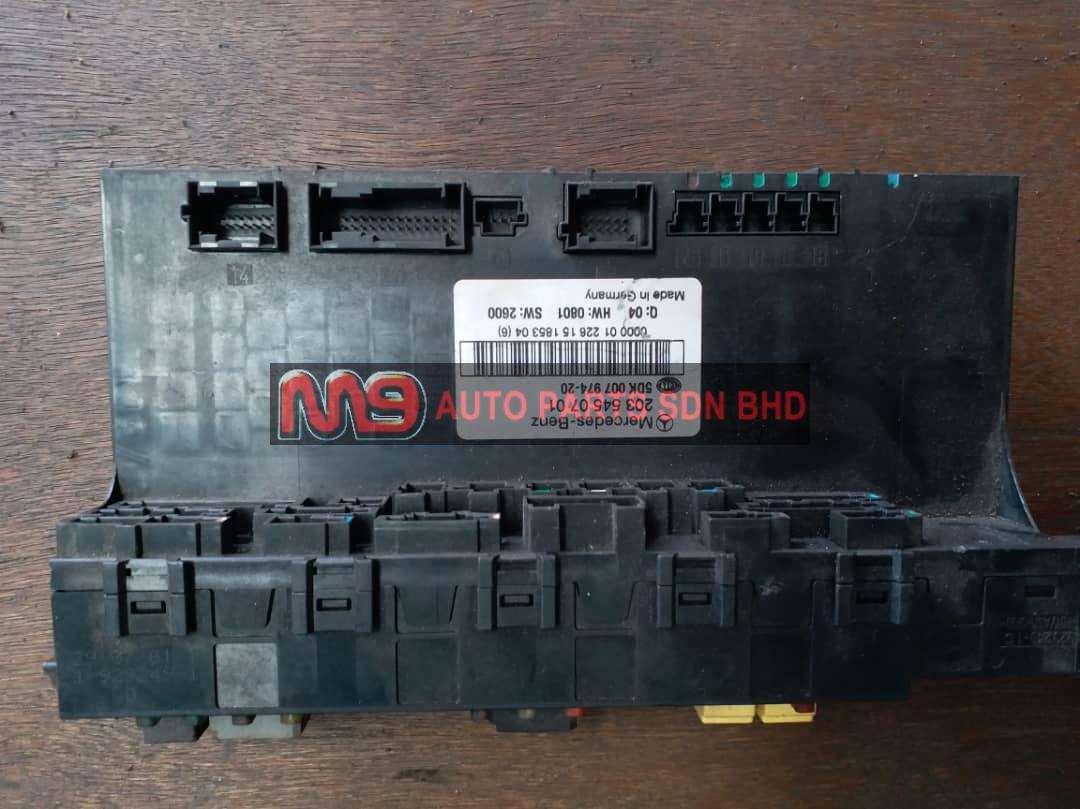 Mercedes-Benz
203 545 07 01
5DK 007 974-20
HELLA
0000 01 226 15 1853 04 (6)
Q: 04 HW: 0801 SW: 2600
Made in Germany
14
M9 AUTO PARTS SDN BHD